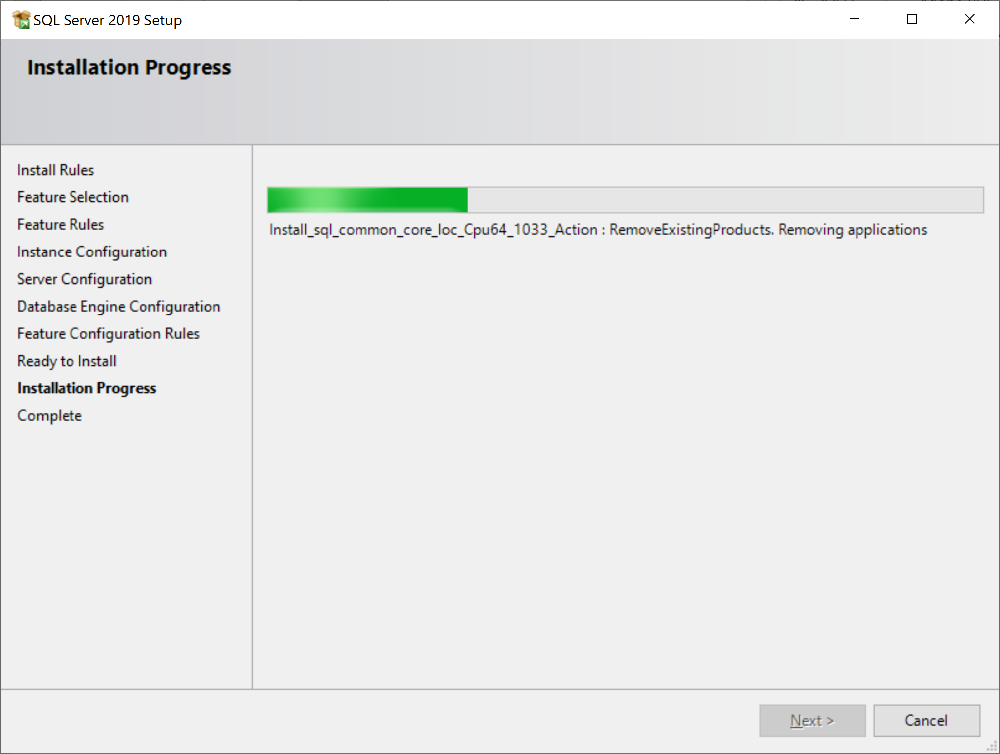 SQL Server 2019 Setup
Installation Progress
Install Rules
Feature Selection
Feature Rules
Instance Configuration
Server Configuration
Database Engine Configuration
Feature Configuration Rules
Ready to Install
Installation Progress
Complete
Install_sql_common_core_loc_Cpu64_1033_Action : RemoveExistingProducts. Removing applications
Next >
Cancel